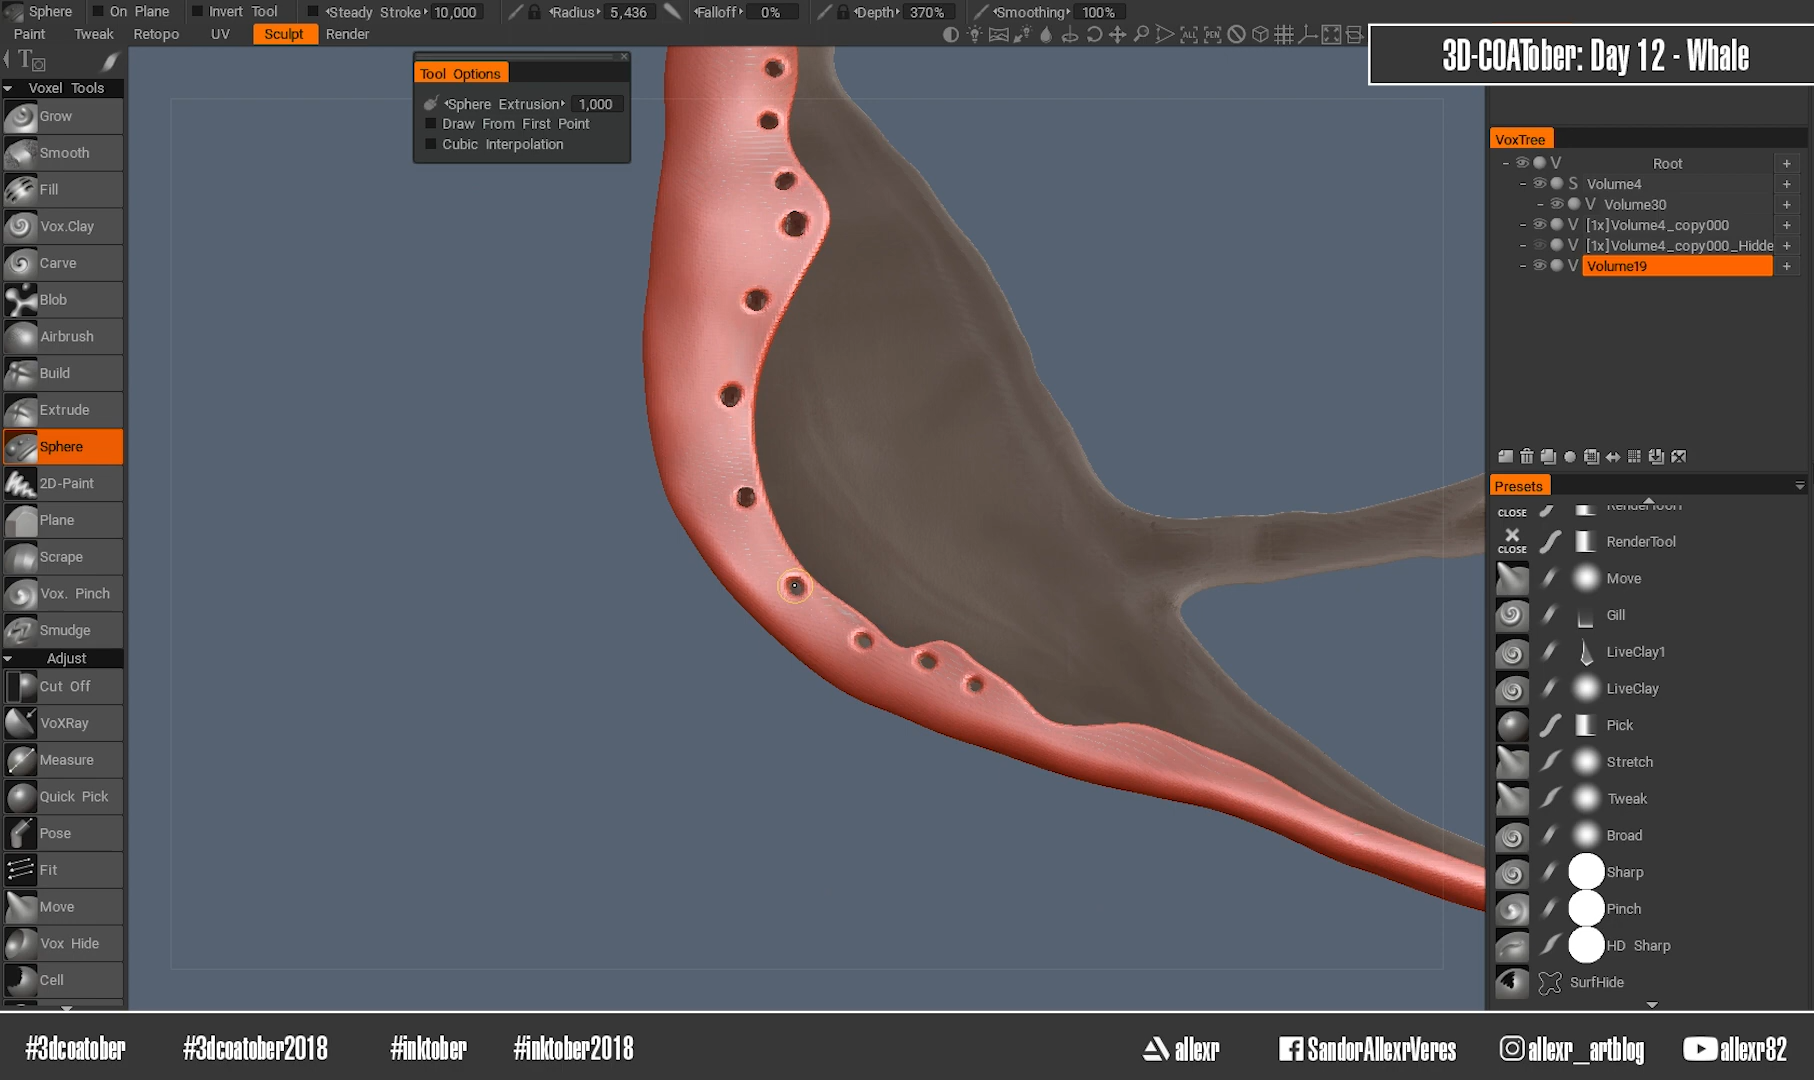 Sphere On Plane Invert Tool Steady Stroke 10,000 Radius 5,436 Falloff 0% Depth 370% Smoothing 100%
Paint Tweak Retopo UV Sculpt Render
ALL PEN
3D-COATober: Day 12 - Whale
Voxel Tools
Grow
Smooth
Fill
Vox.Clay
Carve
Blob
Airbrush
Build
Extrude
Sphere
2D-Paint
Plane
Scrape
Vox. Pinch
Smudge
Adjust
Cut Off
VoXRay
Measure
Quick Pick
Pose
Fit
Move
Vox Hide
Cell
Tool Options
Sphere Extrusion 1,000
Draw From First Point
Cubic Interpolation
VoxTree
- V Root +
- S Volume4 +
- V Volume30 +
- V [1x]Volume4_copy000 +
- V [1x]Volume4_copy000_Hidde +
- V Volume19 +
Presets
CLOSE RenderTool
CLOSE RenderTool
Move
Gill
LiveClay1
LiveClay
Pick
Stretch
Tweak
Broad
Sharp
Pinch
HD Sharp
SurfHide
#3dcoatober #3dcoatober2018 #inktober #inktober2018 allexr SandorAllexrVeres allexr_artblog allexr82